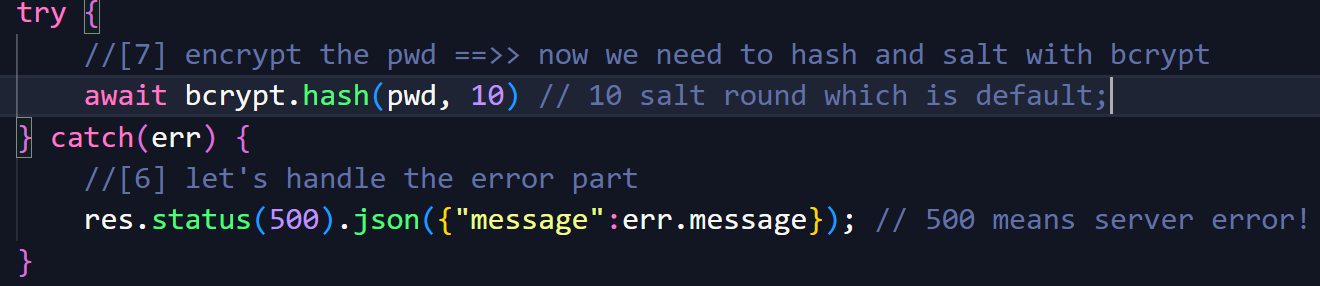 try {
//[7] encrypt the pwd ==>> now we need to hash and salt with bcrypt
await bcrypt.hash(pwd, 10) // 10 salt round which is default;
} catch(err) {
//[6] let's handle the error part
res.status(500).json({"message":err.message}); // 500 means server error!
}